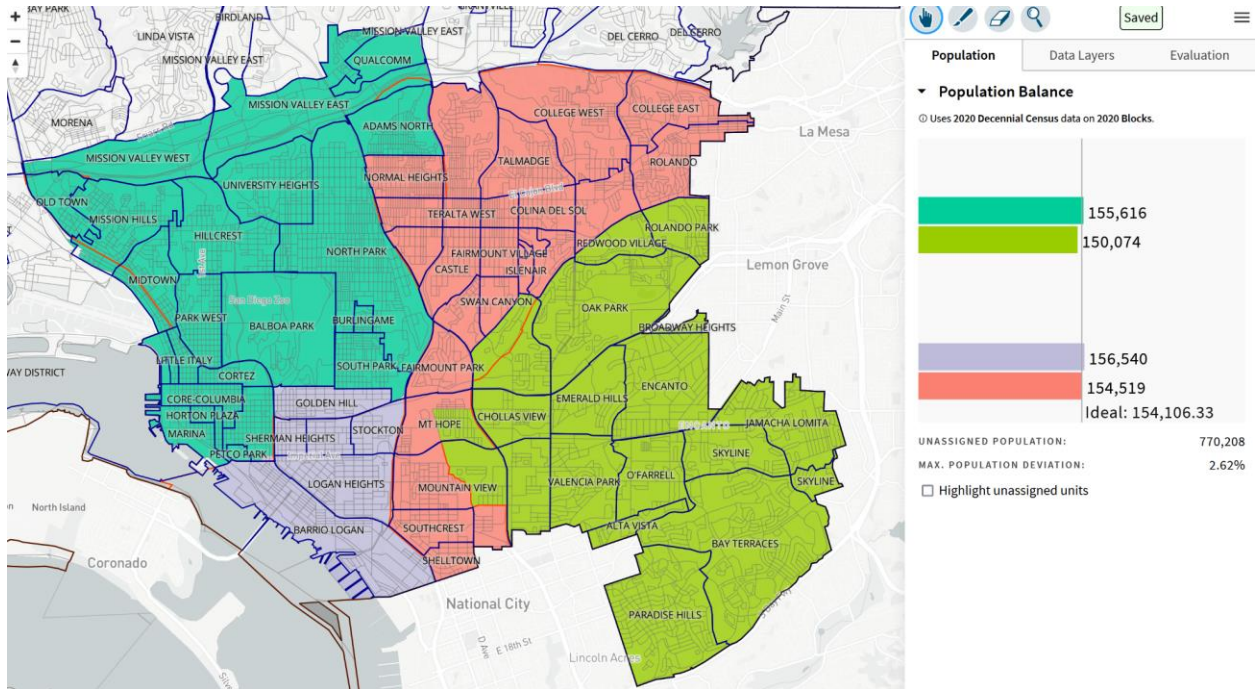 +
−
BIRDLAND
LINDA VISTA
MISSION VALLEY EAST
MISSION VALLEY EAST
QUALCOMM
DEL CERRO
DEL CERRO
MORENA
MISSION VALLEY EAST
ADAMS NORTH
COLLEGE WEST
COLLEGE EAST
La Mesa
MISSION VALLEY WEST
TALMADGE
ROLANDO
NORMAL HEIGHTS
UNIVERSITY HEIGHTS
OLD TOWN
MISSION HILLS
TERALTA WEST
COLINA DEL SOL
HILLCREST
ROLANDO PARK
REDWOOD VILLAGE
NORTH PARK
FAIRMOUNT VILLAGE
Lemon Grove
CASTLE
ISLENAIR
MIDTOWN
SWAN CANYON
OAK PARK
San Diego Zoo
Main St
PARK WEST
BALBOA PARK
BURLINGAME
BROADWAY HEIGHTS
LITTLE ITALY
SOUTH PARK
FAIRMOUNT PARK
WAY DISTRICT
CORTEZ
ENCANTO
CORE-COLUMBIA
GOLDEN HILL
EMERALD HILLS
HORTON PLAZA
CHOLLAS VIEW
MT HOPE
JAMACHA LOMITA
MARINA
SHERMAN HEIGHTS
STOCKTON
PETCO PARK
SKYLINE
LOGAN HEIGHTS
MOUNTAIN VIEW
VALENCIA PARK
O'FARRELL
SKYLINE
North Island
BARRIO LOGAN
SOUTHCREST
ALTA VISTA
BAY TERRACES
Coronado
SHELLTOWN
National City
PARADISE HILLS
D Ave
E 18th St
Lincoln Acres
Saved
Population
Data Layers
Evaluation
Population Balance
Uses 2020 Decennial Census data on 2020 Blocks.
155,616
150,074
156,540
154,519
Ideal: 154,106.33
UNASSIGNED POPULATION: 770,208
MAX. POPULATION DEVIATION: 2.62%
Highlight unassigned units